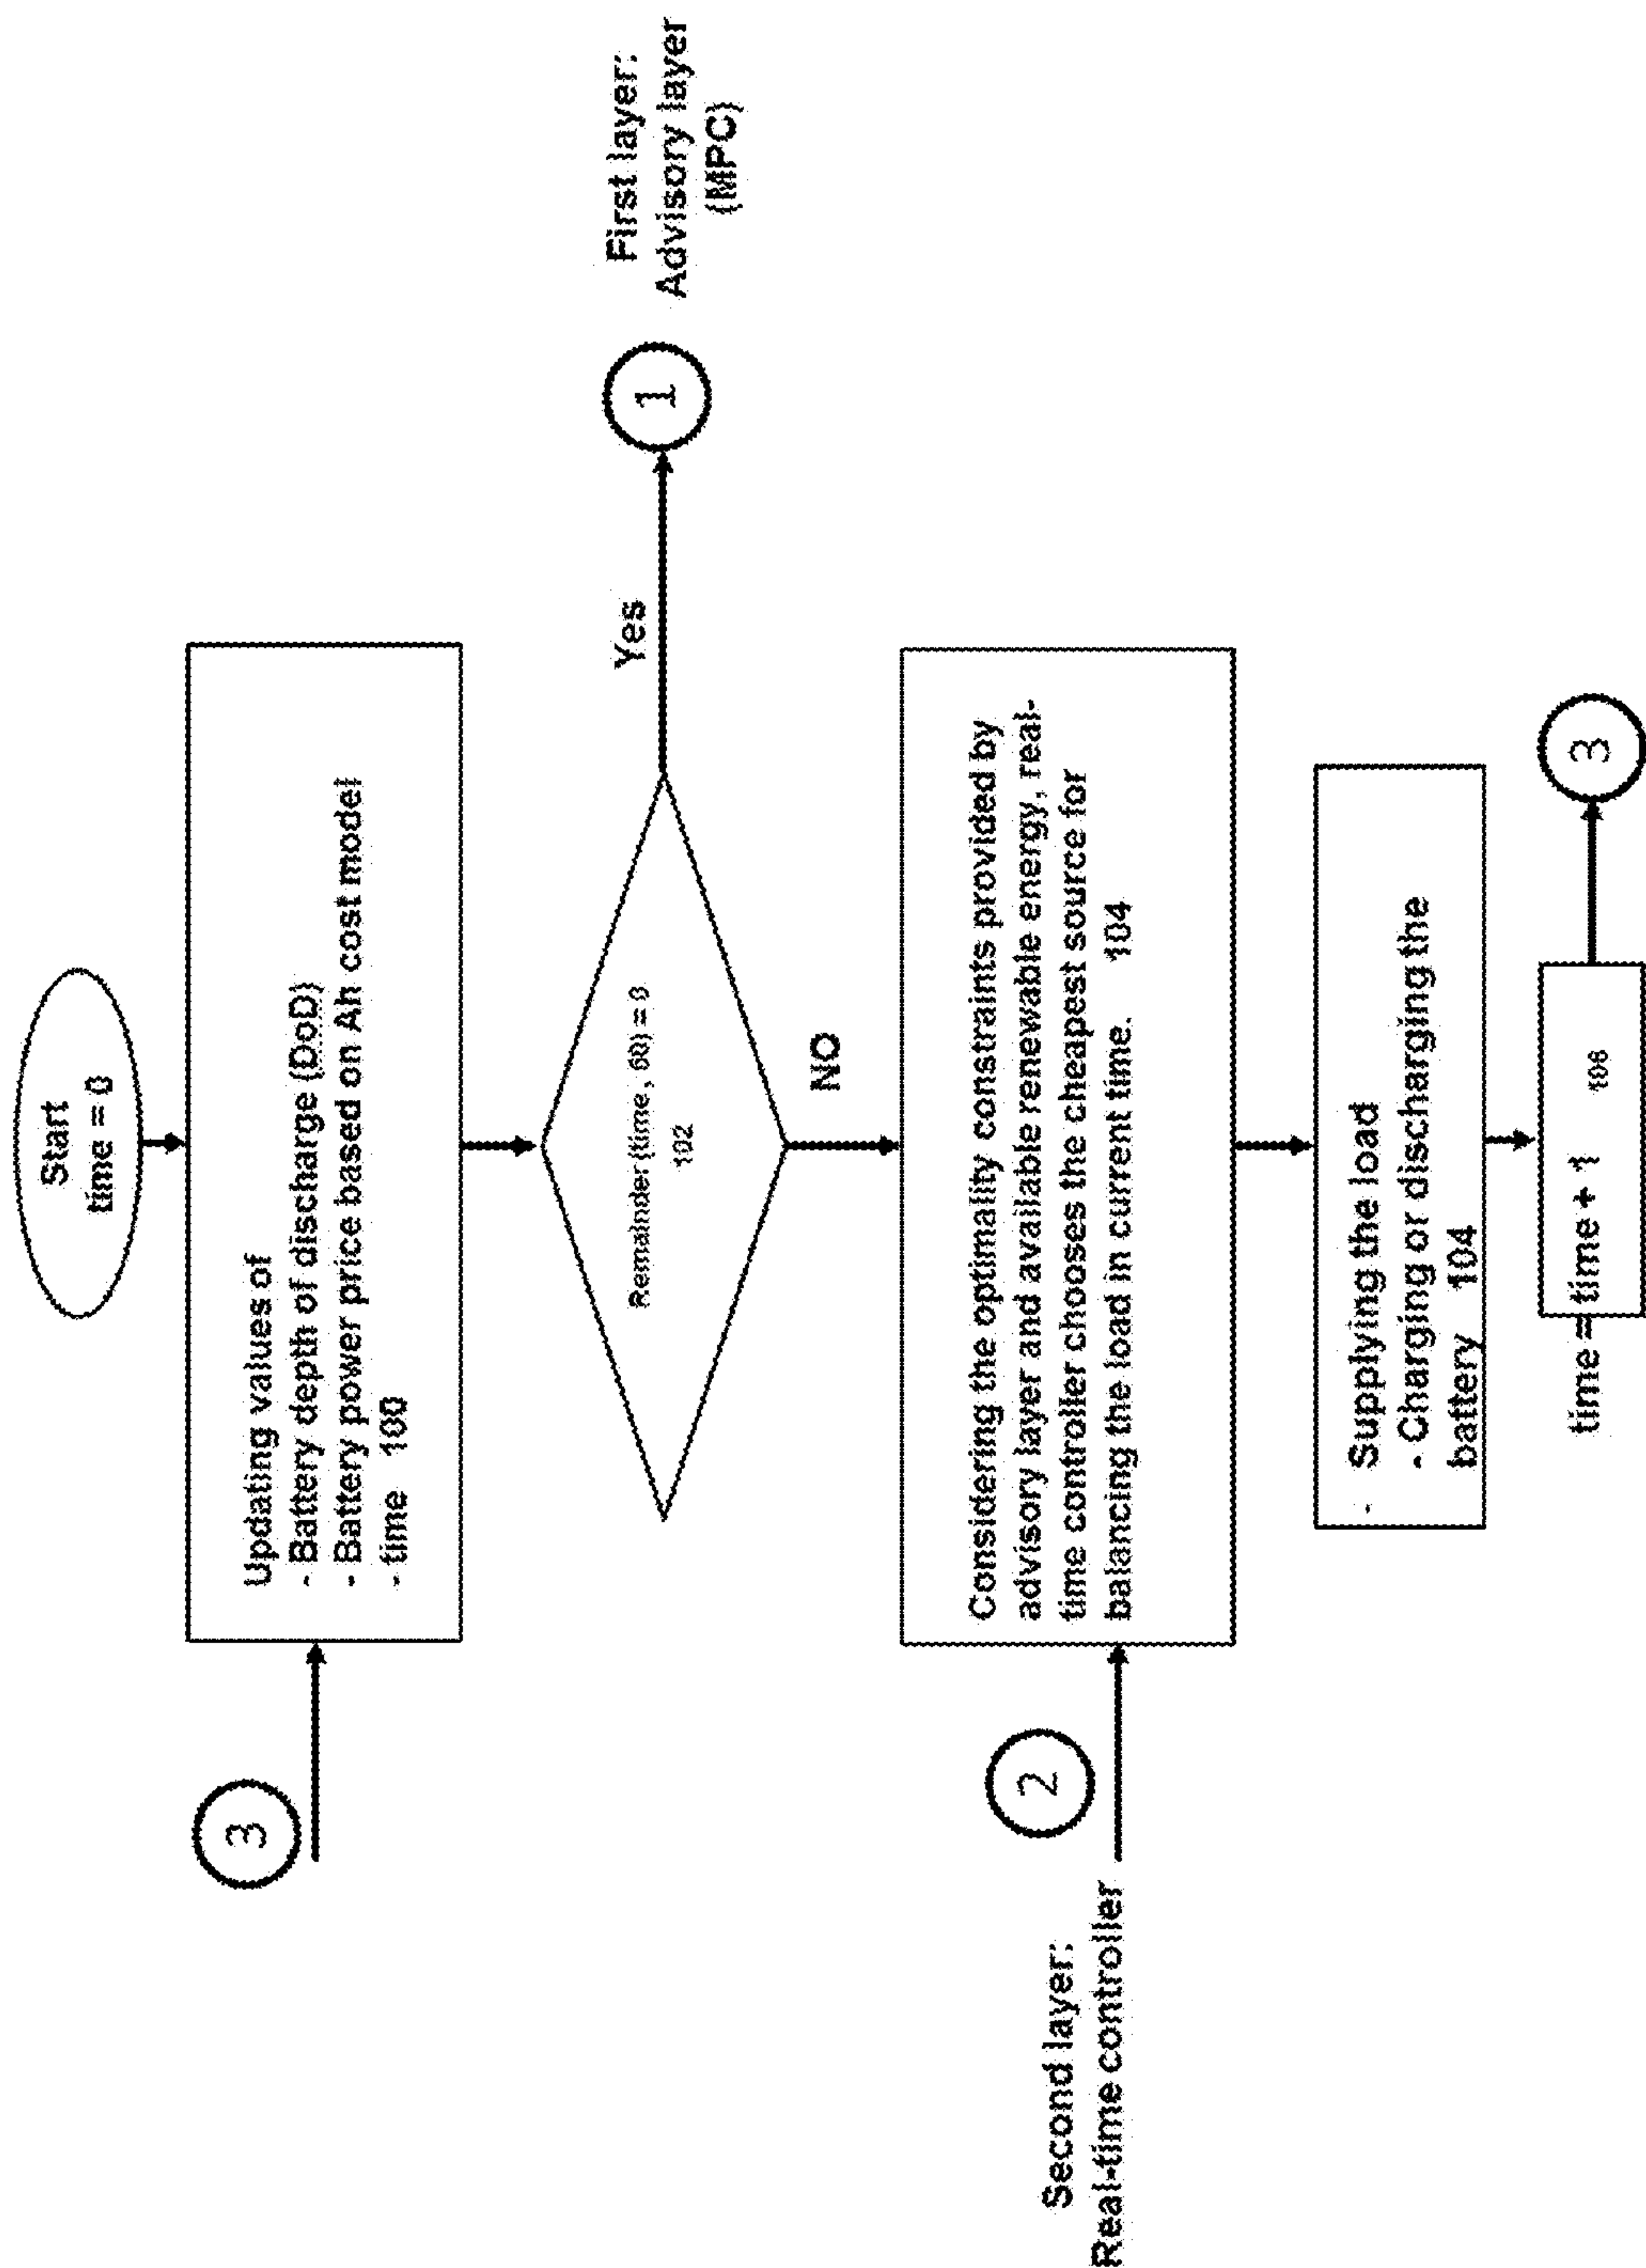 Start
time = 0
3
Updating values of
- Battery depth of discharge (DoD)
- Battery power price based on Ah cost model
- time 100
Remainder(time, 60) = 0
102
Yes
1
First layer:
Advisory layer
(MPC)
NO
Second layer:
Real-time controller
2
Considering the optimality constraints provided by
advisory layer and available renewable energy, real-
time controller chooses the cheapest source for
balancing the load in current time. 104
- Supplying the load
- Charging or discharging the
battery 104
time = time + 1 108
3